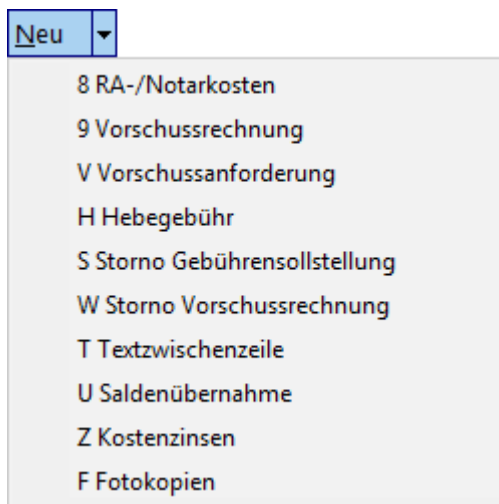 Neu
8 RA-/Notarkosten
9 Vorschussrechnung
V Vorschussanforderung
H Hebegebühr
S Storno Gebührensollstellung
W Storno Vorschussrechnung
T Textzwischenzeile
U Saldenübernahme
Z Kostenzinsen
F Fotokopien